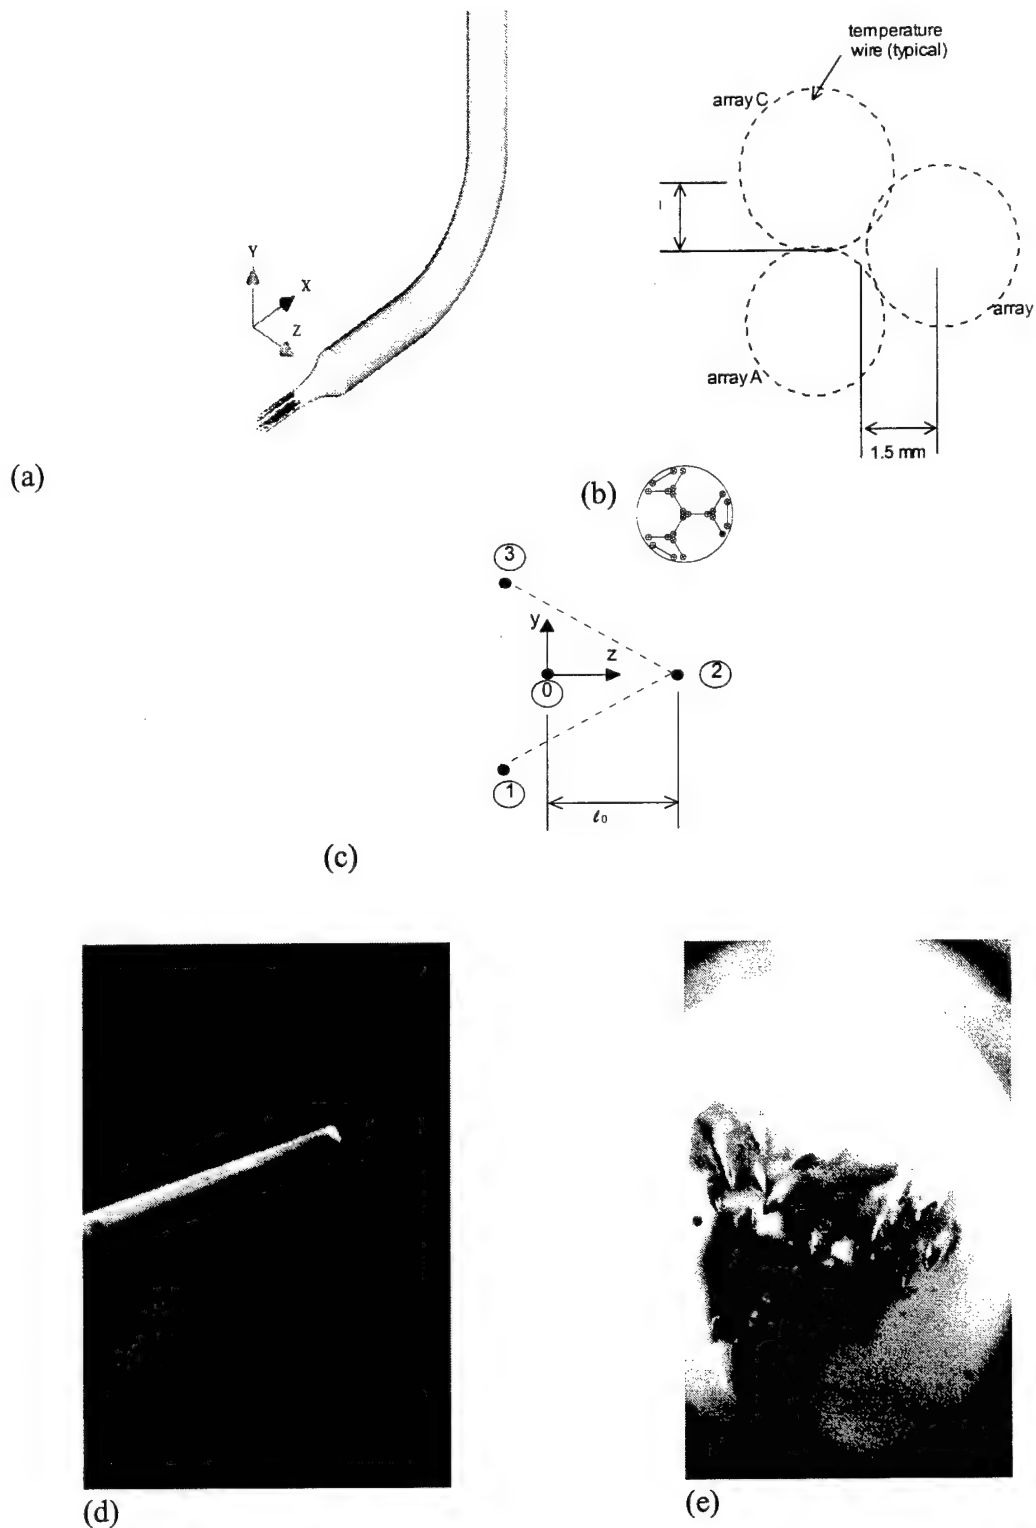 temperature
wire (typical)
array C
Y
X
Z
array
array A
1.5 mm
(a)
(b)
3
y
z
2
0
1
ℓ₀
(c)
(d)
(e)